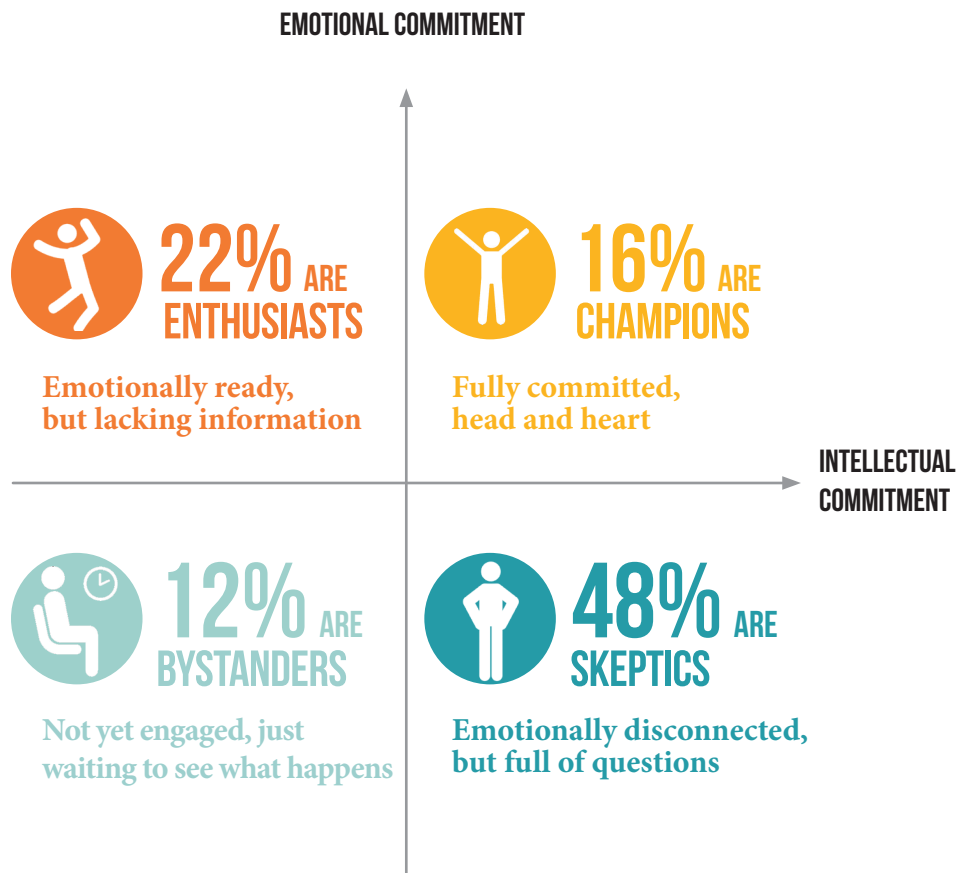 EMOTIONAL COMMITMENT
22% ARE
ENTHUSIASTS
Emotionally ready,
but lacking information
16% ARE
CHAMPIONS
Fully committed,
head and heart
INTELLECTUAL
COMMITMENT
12% ARE
BYSTANDERS
Not yet engaged, just
waiting to see what happens
48% ARE
SKEPTICS
Emotionally disconnected,
but full of questions